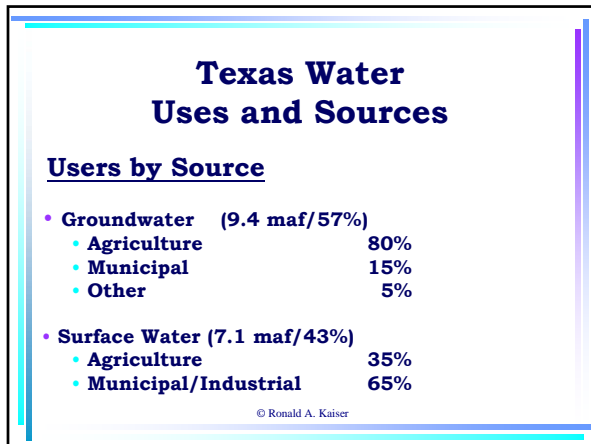 Texas Water
Uses and Sources
Users by Source
• Groundwater (9.4 maf/57%)
• Agriculture 80%
• Municipal 15%
• Other 5%
• Surface Water (7.1 maf/43%)
• Agriculture 35%
• Municipal/Industrial 65%
© Ronald A. Kaiser